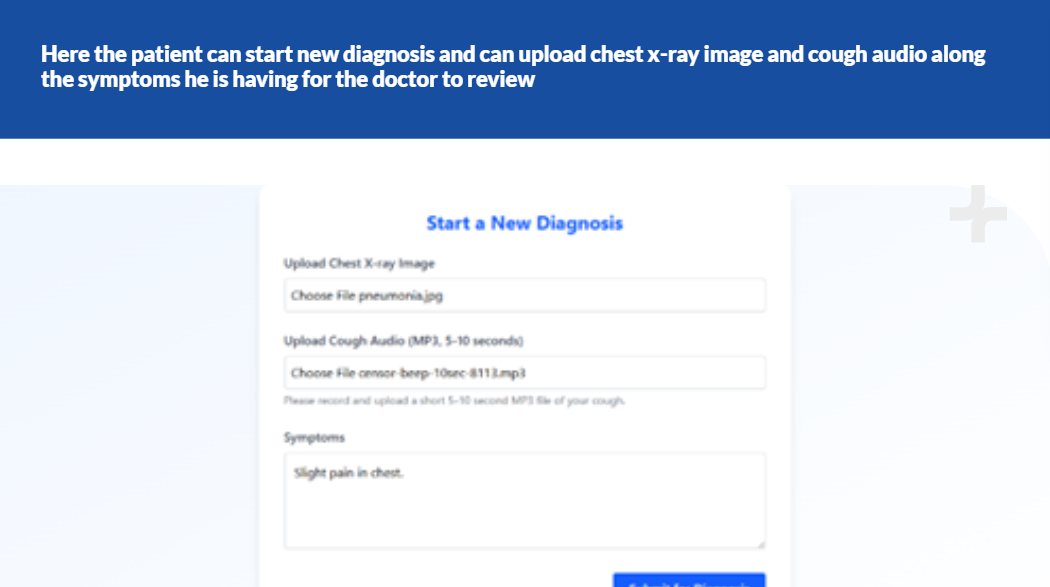 Here the patient can start new diagnosis and can upload chest x-ray image and cough audio along
the symptoms he is having for the doctor to review
Start a New Diagnosis
Upload Chest X-ray Image
Choose File pneumonia.jpg
Upload Cough Audio (MP3, 5-10 seconds)
Choose File censor-beep-10sec-8113.mp3
Please record and upload a short 5-10 second MP3 file of your cough.
Symptoms
Slight pain in chest.
Submit for Diagnosis